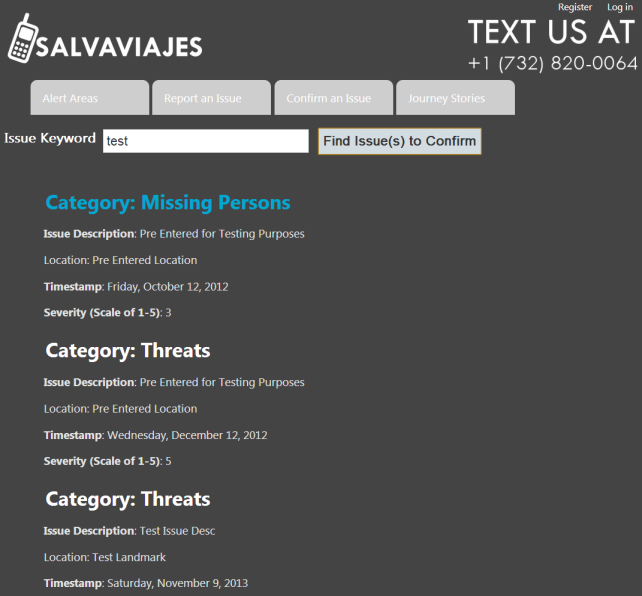 Register Log in
SALVAVIAJES
TEXT US AT
+1 (732) 820-0064
Alert Areas Report an Issue Confirm an Issue Journey Stories
Issue Keyword test Find Issue(s) to Confirm
Category: Missing Persons
Issue Description: Pre Entered for Testing Purposes
Location: Pre Entered Location
Timestamp: Friday, October 12, 2012
Severity (Scale of 1-5): 3
Category: Threats
Issue Description: Pre Entered for Testing Purposes
Location: Pre Entered Location
Timestamp: Wednesday, December 12, 2012
Severity (Scale of 1-5): 5
Category: Threats
Issue Description: Test Issue Desc
Location: Test Landmark
Timestamp: Saturday, November 9, 2013